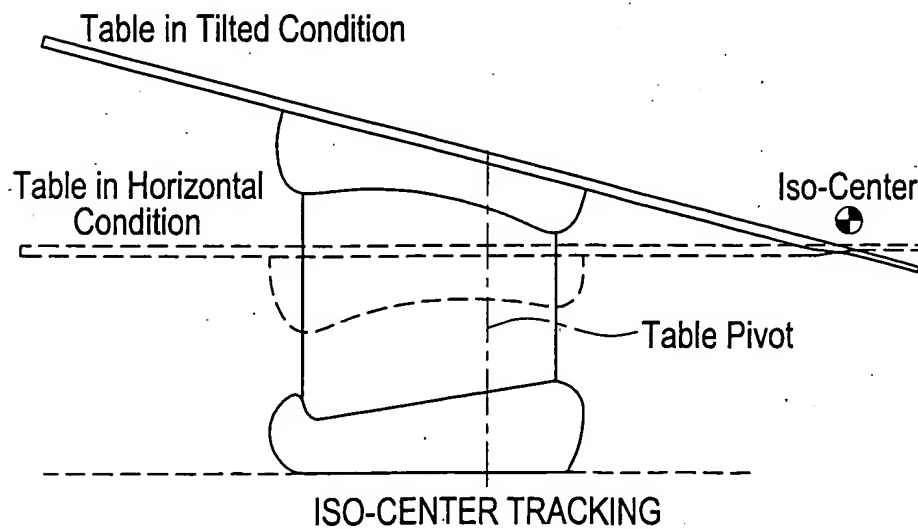 Table in Tilted Condition
Table in Horizontal
Condition
Iso-Center
Table Pivot
ISO-CENTER TRACKING